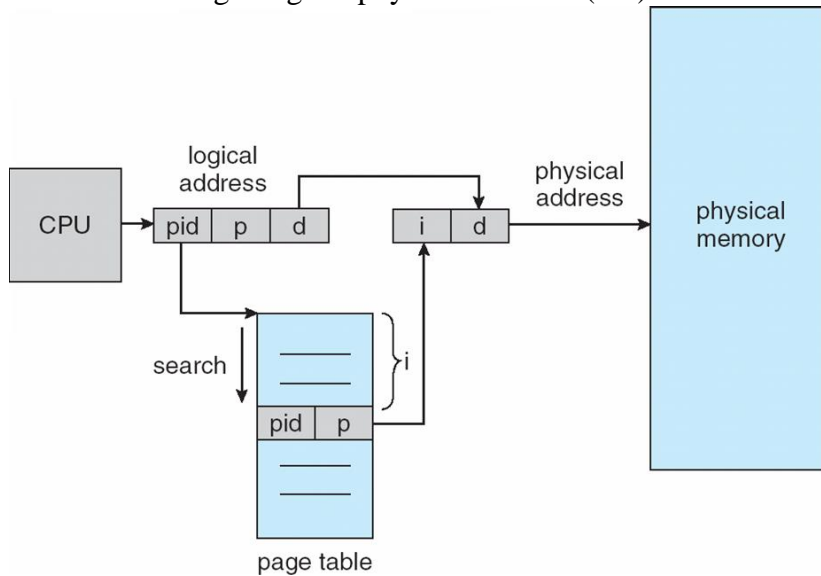 logical
address
physical
address
CPU
pid p d
i d
physical
memory
search
i
pid p
page table